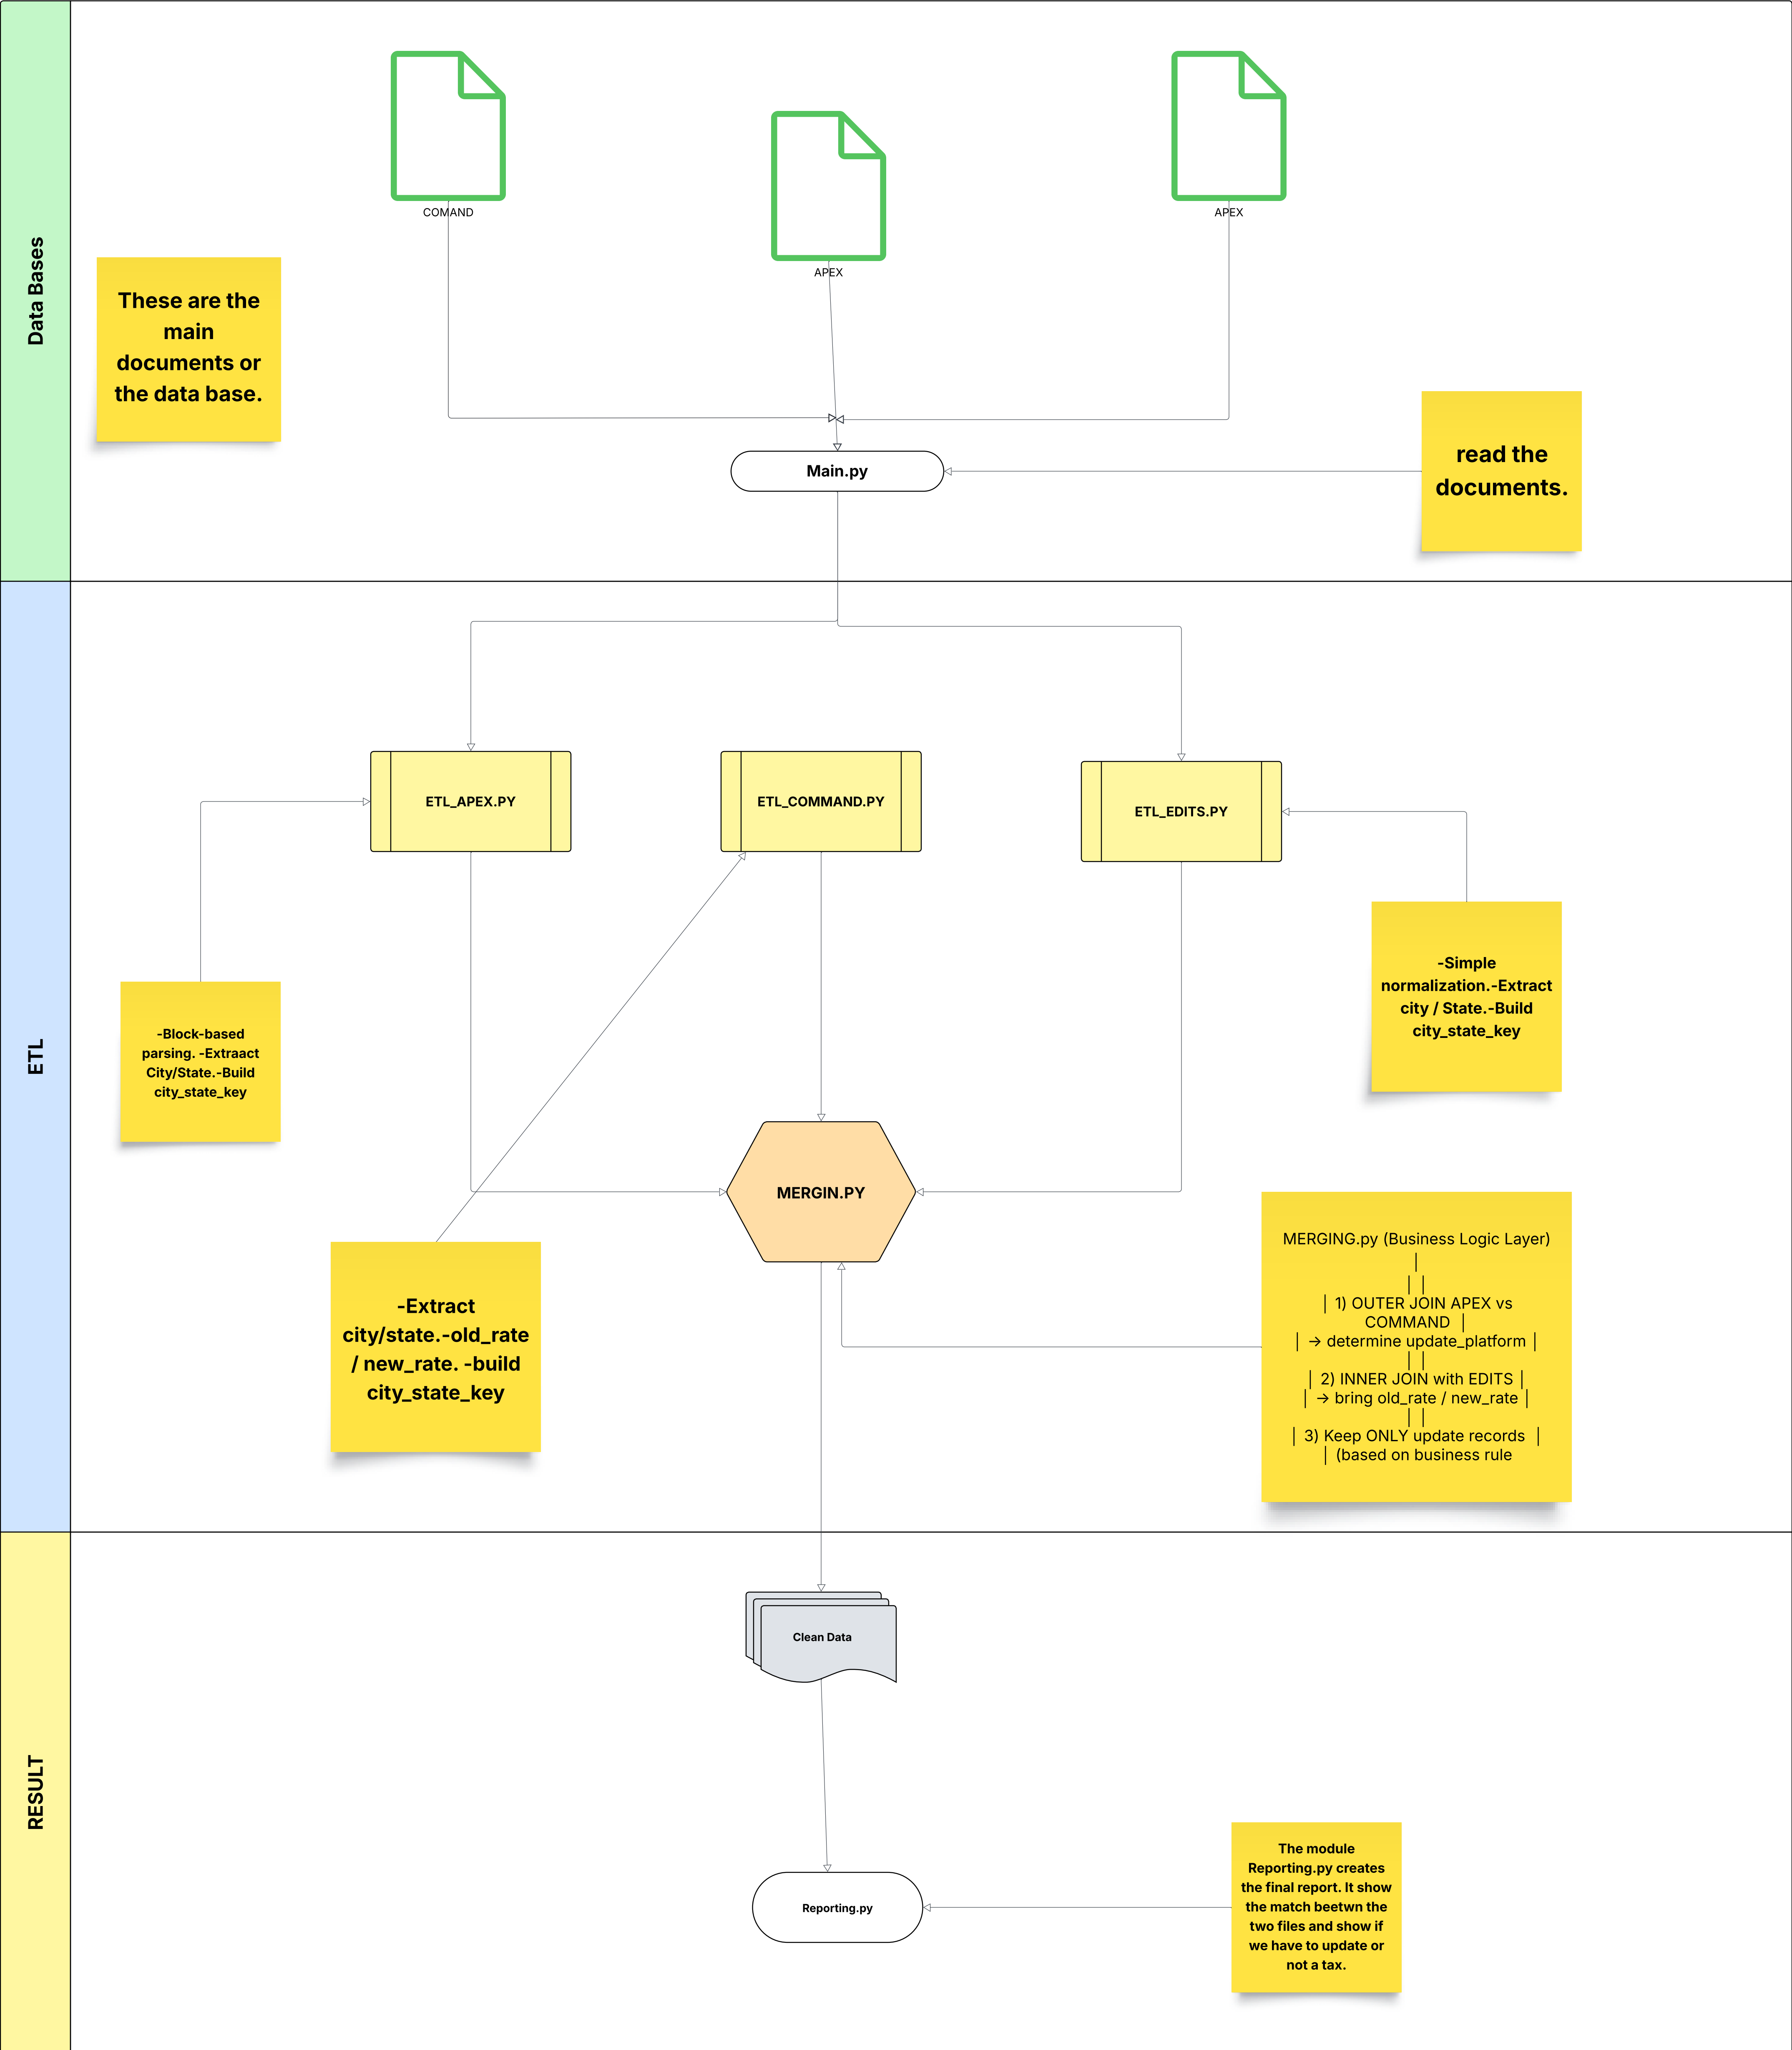 Data Bases
COMAND
APEX
APEX
These are the
main
documents or
the data base.
read the
documents.
Main.py
ETL
ETL_APEX.PY
ETL_COMMAND.PY
ETL_EDITS.PY
-Simple
normalization.-Extract
city / State.-Build
city_state_key
-Block-based
parsing. -Extraact
City/State.-Build
city_state_key
MERGIN.PY
-Extract
city/state.-old_rate
/ new_rate. -build
city_state_key
MERGING.py (Business Logic Layer)
│
│ │
│ 1) OUTER JOIN APEX vs
COMMAND │
│ → determine update_platform │
│ │
│ 2) INNER JOIN with EDITS │
│ → bring old_rate / new_rate │
│ │
│ 3) Keep ONLY update records │
│ (based on business rule
RESULT
Clean Data
Reporting.py
The module
Reporting.py creates
the final report. It show
the match beetwn the
two files and show if
we have to update or
not a tax.